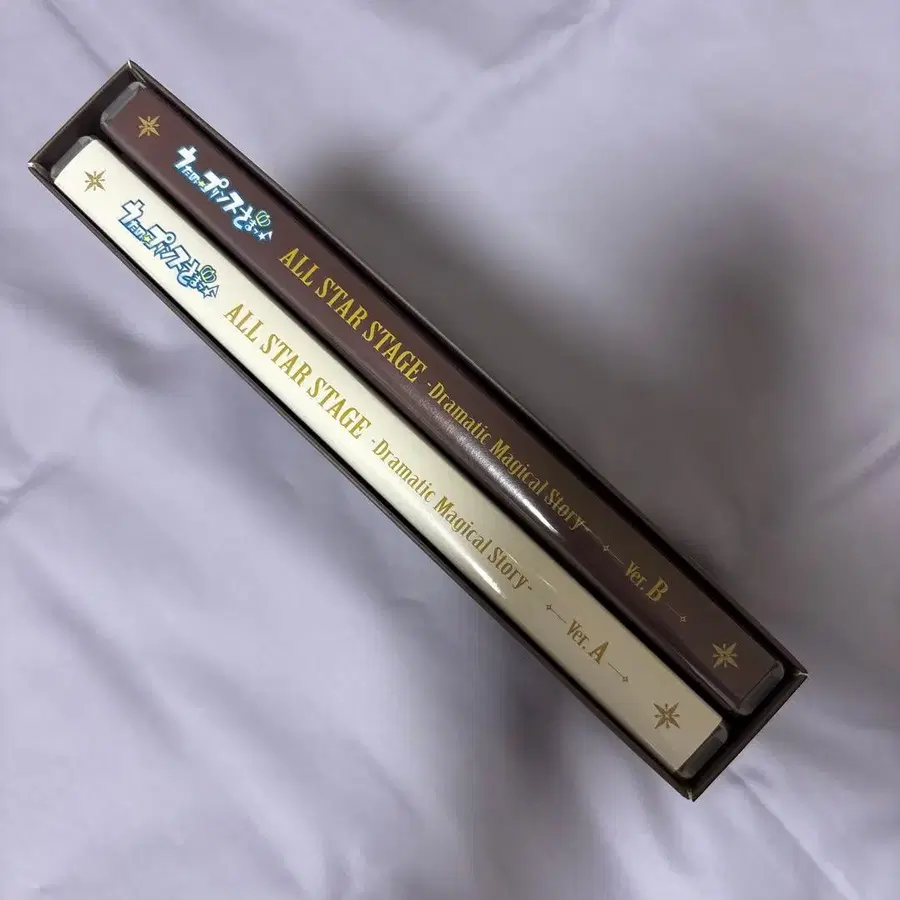 うたの☆プリンスさまっ♪ ALL STAR STAGE -Dramatic Magical Story- Ver. B
うたの☆プリンスさまっ♪ ALL STAR STAGE -Dramatic Magical Story- Ver. A